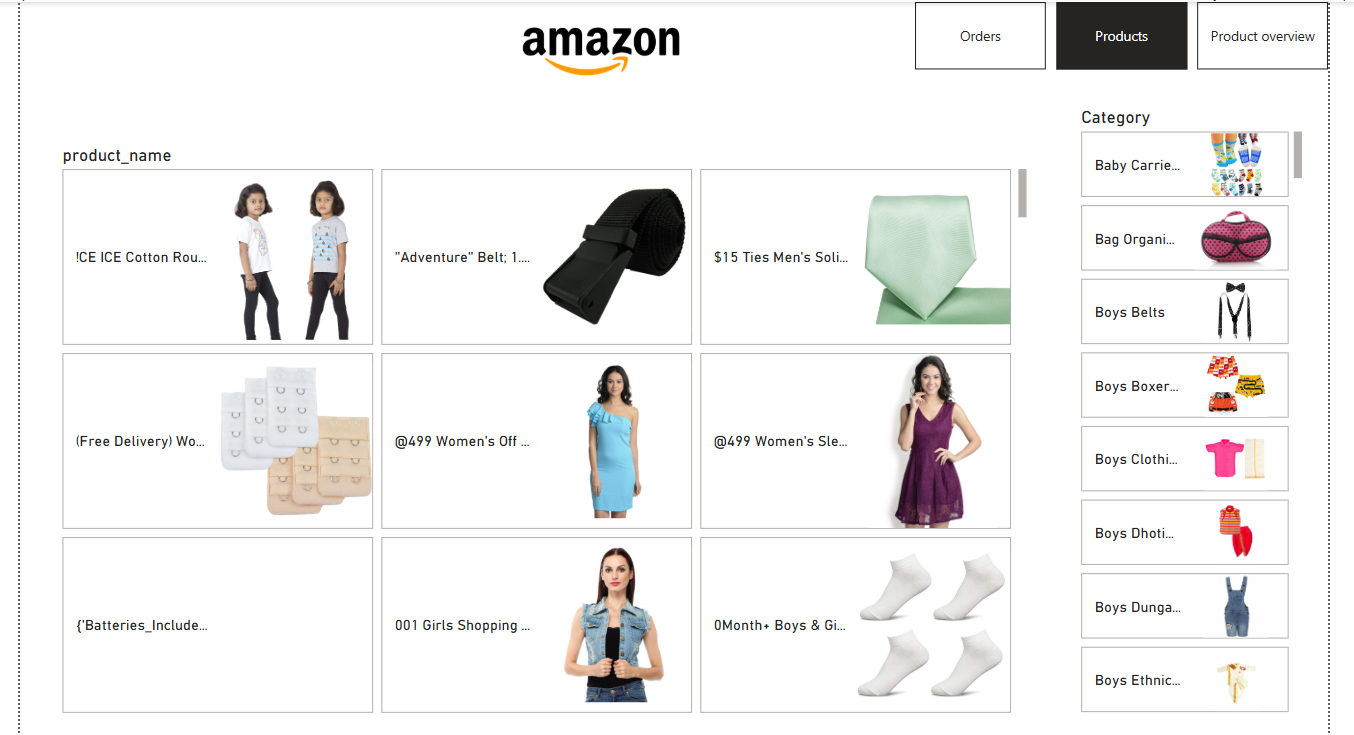 amazon
Orders
Products
Product overview
Category
product_name
!CE ICE Cotton Rou...
"Adventure" Belt; 1....
$15 Ties Men's Soli...
(Free Delivery) Wo...
@499 Women's Off ...
@499 Women's Sle...
{'Batteries_Include...
001 Girls Shopping ...
0Month+ Boys & Gi...
Baby Carrie...
Bag Organi...
Boys Belts
Boys Boxer...
Boys Clothi...
Boys Dhoti...
Boys Dunga...
Boys Ethnic...